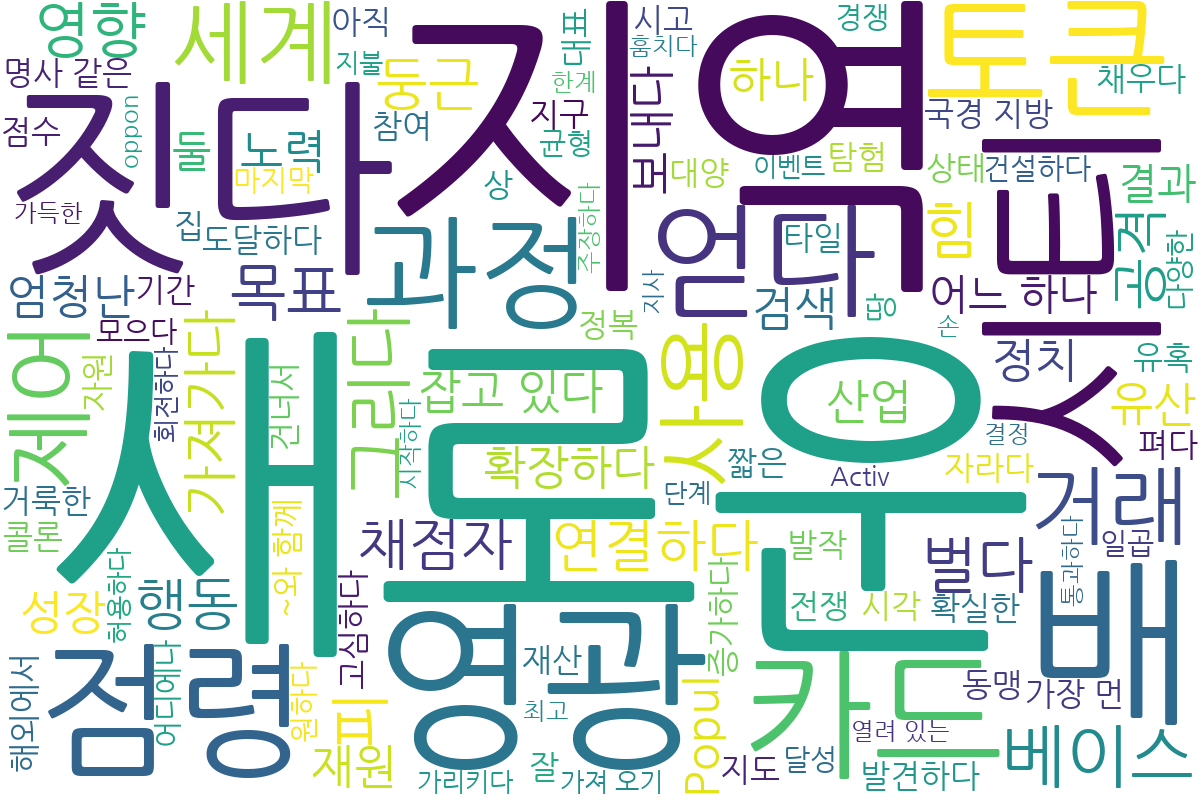 영향
세계
아직
지불
대표
시고
훔치다
경쟁
토큰
명사 같은
짓다
둥근
한계
지역
하나
채우다
점수
oppon
둘
노력
참여
지구
균형
보내다
국경 지방
마지막
상
대양
이벤트
탐험
상태
건설하다
결과
가득한
집
도달하다
과정
주장하다
얻다
타일
힘
공격
다양한
엄청난
기간
목표
지사
검색
땅
어느 하나
도시
모으다
정복
손
제어
자원
회전하다
가져가다
건너서
그리다
잡고 있다
사용
산업
정치
유혹
유산
새로운
시작하다
확장하다
짧은
결정
펴다
거룩한
단계
Activ
자라다
콜론
~와 함께
채점자
연결하다
발작
벌다
거래
일곱
성장
허용하다
행동
고심하다
증가하다
전쟁
시각
확실한
통과하다
점령
영광
재산
카드
배
해외에서
어디에나
원하다
피
최고
Popul
동맹
가장 먼
열려 있는
재원
가리키다
잘
가져 오기
지도
달성
발견하다
베이스